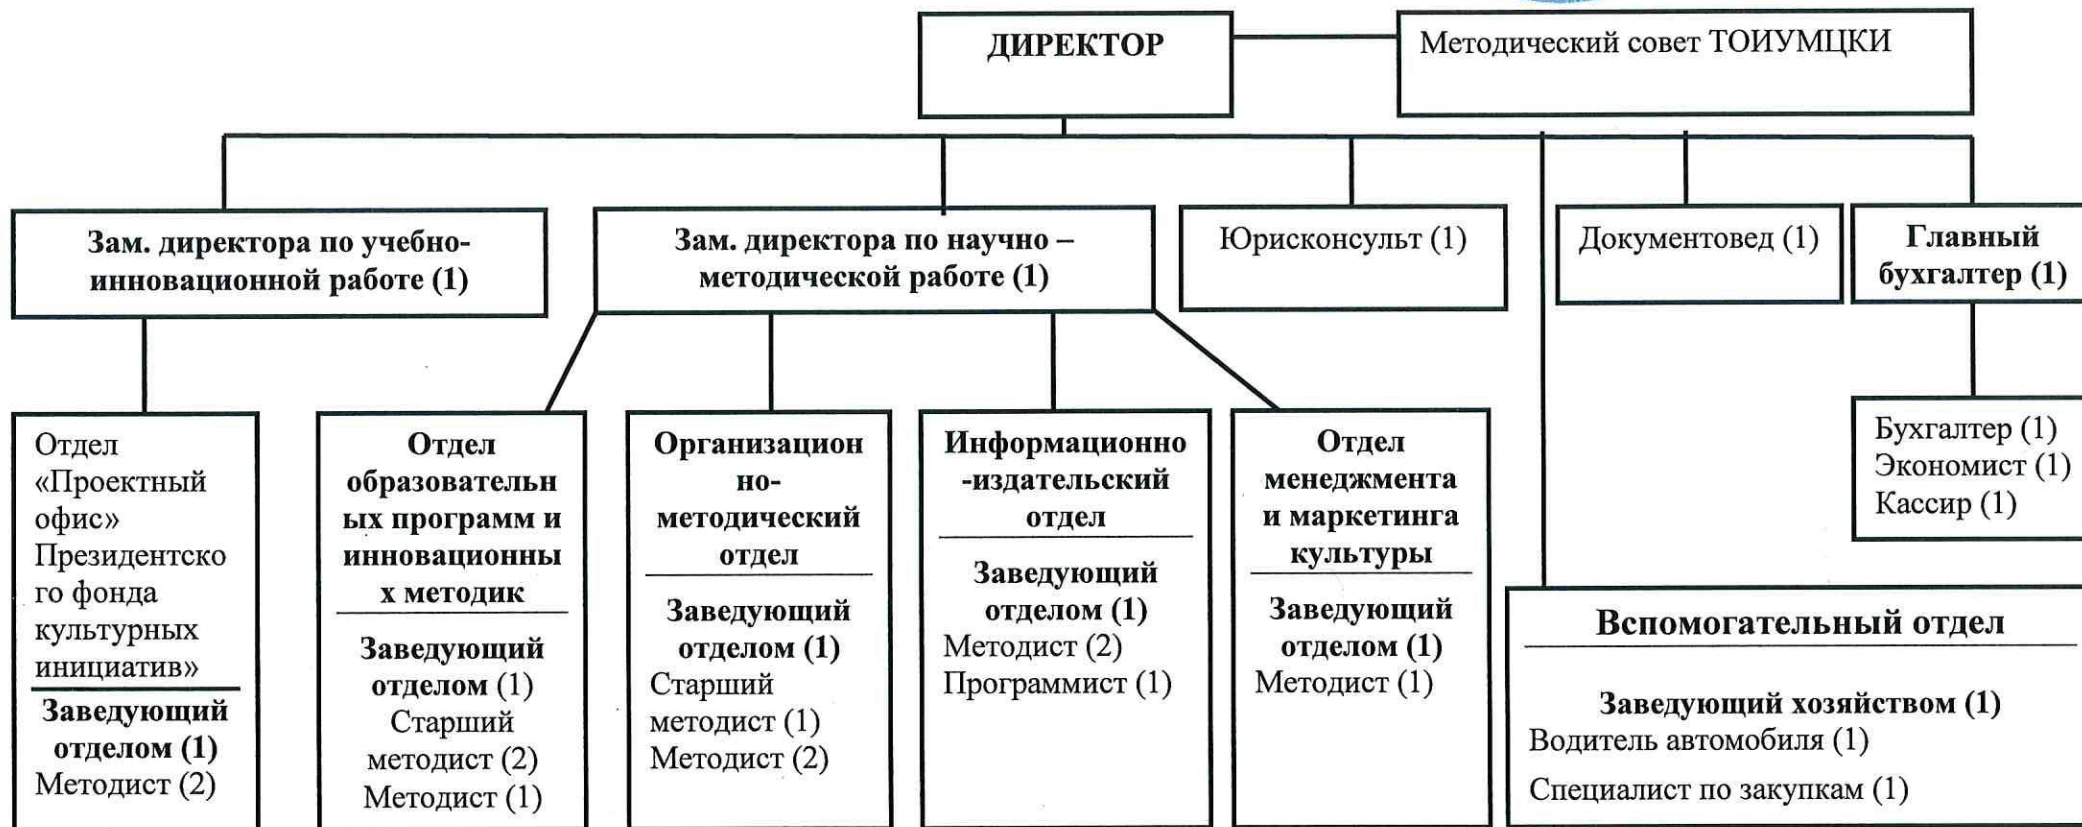 ДИРЕКТОР
Методический совет ТОИУМЦКИ
Зам. директора по учебно-
инновационной работе (1)
Зам. директора по научно –
методической работе (1)
Юрисконсульт (1)
Документовед (1)
Главный
бухгалтер (1)
Отдел
«Проектный
офис»
Президентско
го фонда
культурных
инициатив»
Заведующий
отделом (1)
Методист (2)
Отдел
образовательн
ых программ и
инновационны
х методик
Заведующий
отделом (1)
Старший
методист (2)
Методист (1)
Организацион
но-
методический
отдел
Заведующий
отделом (1)
Старший
методист (1)
Методист (2)
Информационно
-издательский
отдел
Заведующий
отделом (1)
Методист (2)
Программист (1)
Отдел
менеджмента
и маркетинга
культуры
Заведующий
отделом (1)
Методист (1)
Бухгалтер (1)
Экономист (1)
Кассир (1)
Вспомогательный отдел
Заведующий хозяйством (1)
Водитель автомобиля (1)
Специалист по закупкам (1)